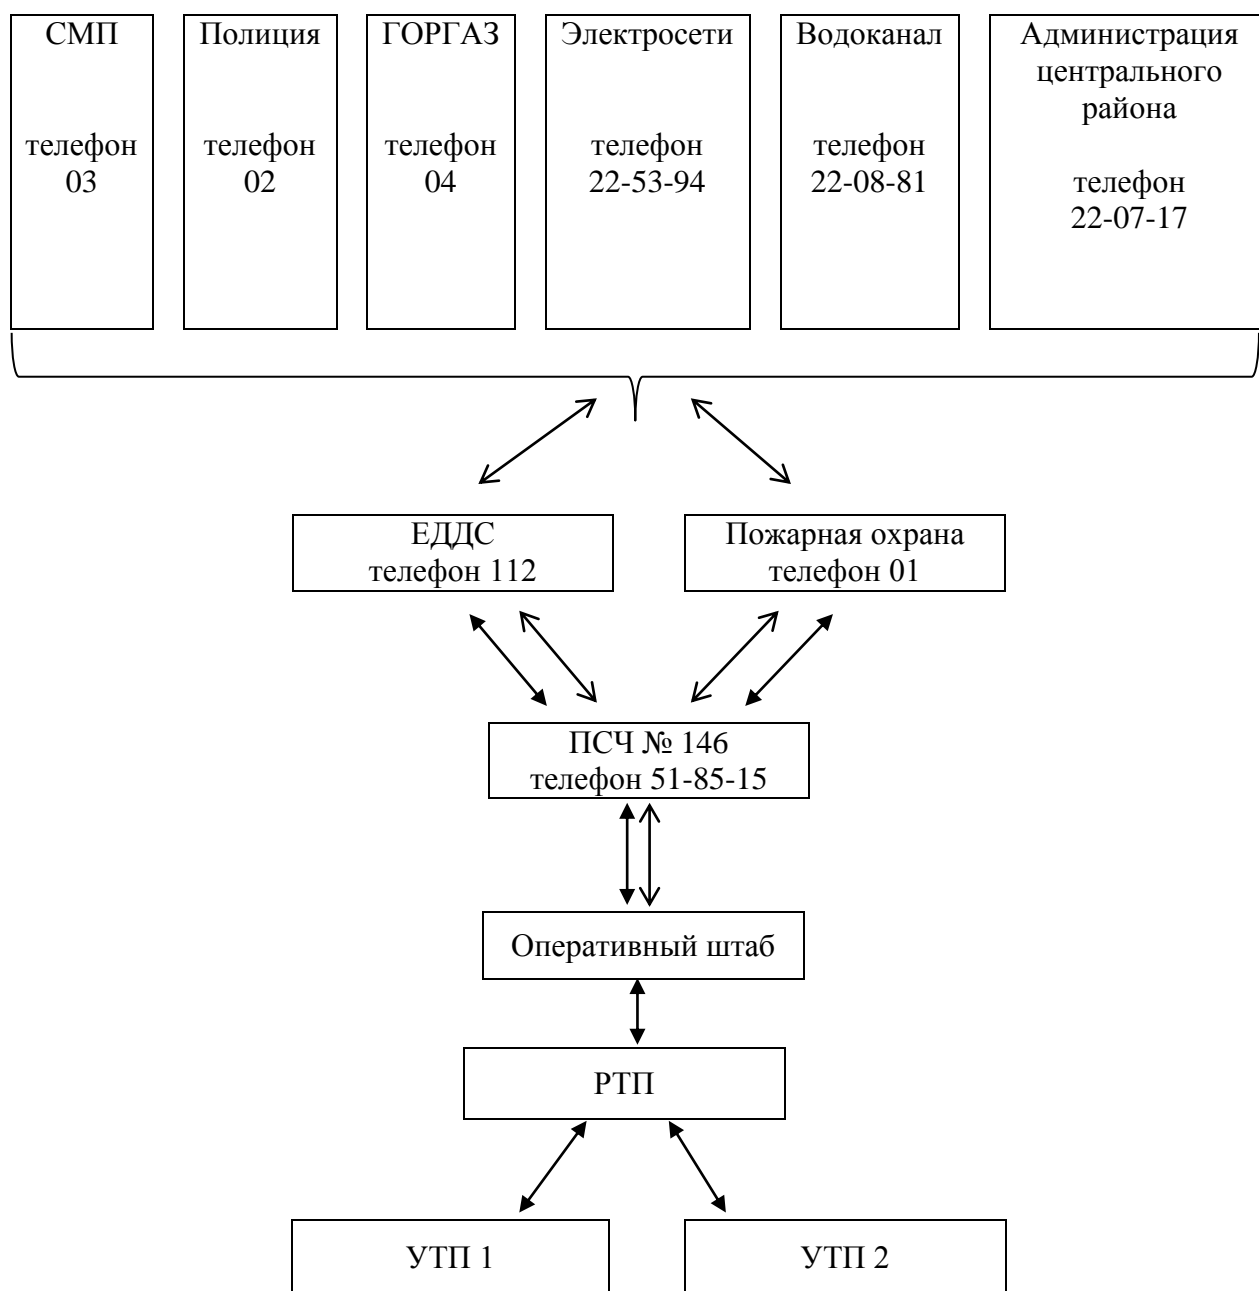 СМП
телефон
03
Полиция
телефон
02
ГОРГАЗ
телефон
04
Электросети
телефон
22-53-94
Водоканал
телефон
22-08-81
Администрация
центрального
района
телефон
22-07-17
ЕДДС
телефон 112
Пожарная охрана
телефон 01
ПСЧ № 146
телефон 51-85-15
Оперативный штаб
РТП
УТП 1
УТП 2